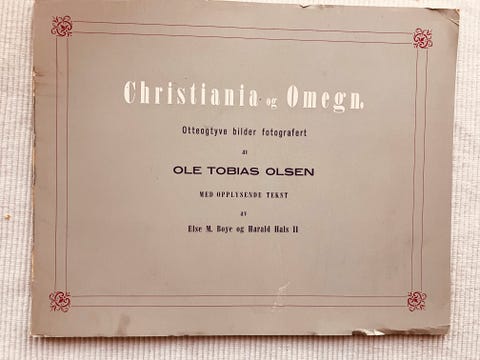 Christiania og Omegn.
Otteogtyve bilder fotografert
av
OLE TOBIAS OLSEN
MED OPPLYSENDE TEKST
av
Else M. Boye og Harald Hals II